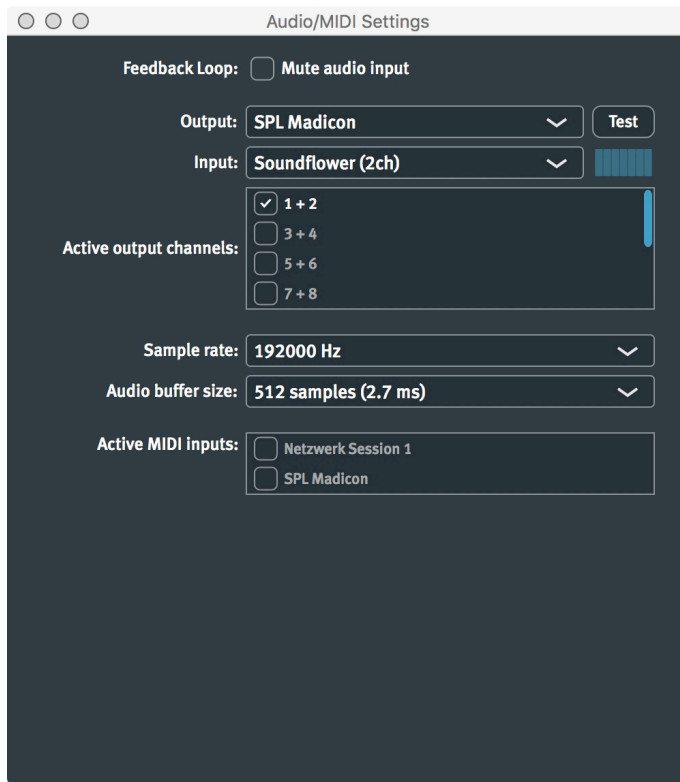 Audio/MIDI Settings
Feedback Loop: Mute audio input
Output: SPL Madicon Test
Input: Soundflower (2ch)
Active output channels:
1 + 2
3 + 4
5 + 6
7 + 8
Sample rate: 192000 Hz
Audio buffer size: 512 samples (2.7 ms)
Active MIDI inputs: Netzwerk Session 1
SPL Madicon